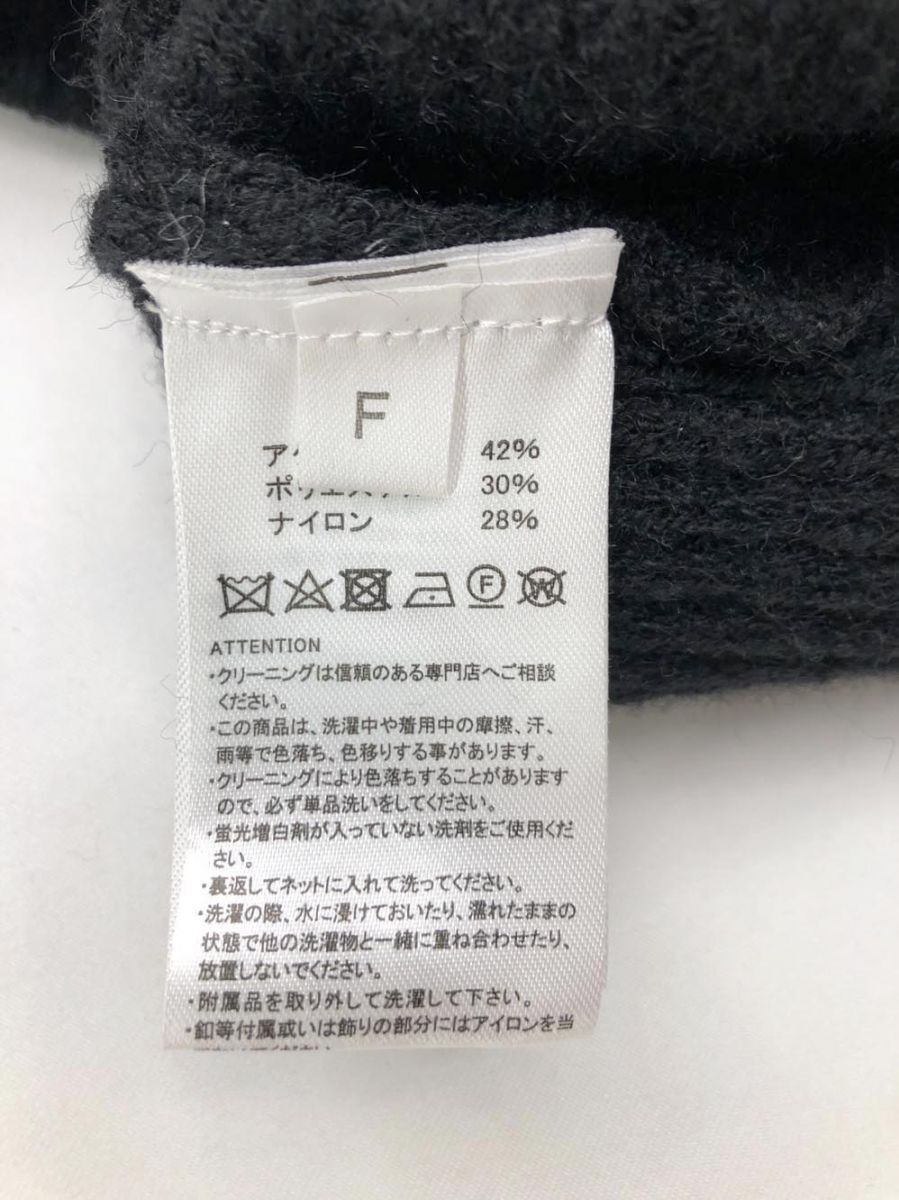 F
42%
30%
ナイロン 28%
F
W
ATTENTION
・クリーニングは信頼のある専門店へご相談
ください。
・この商品は、洗濯中や着用中の摩擦、汗、
雨等で色落ち、色移りする事があります。
・クリーニングにより色落ちすることがあります
ので、必ず単品洗いをしてください。
・蛍光増白剤が入っていない洗剤をご使用くだ
さい。
・裏返してネットに入れて洗ってください。
・洗濯の際、水に浸けておいたり、濡れたままの
状態で他の洗濯物と一緒に重ね合わせたり、
放置しないでください。
・附属品を取り外して洗濯して下さい。
・釦等付属或いは飾りの部分にはアイロンを当